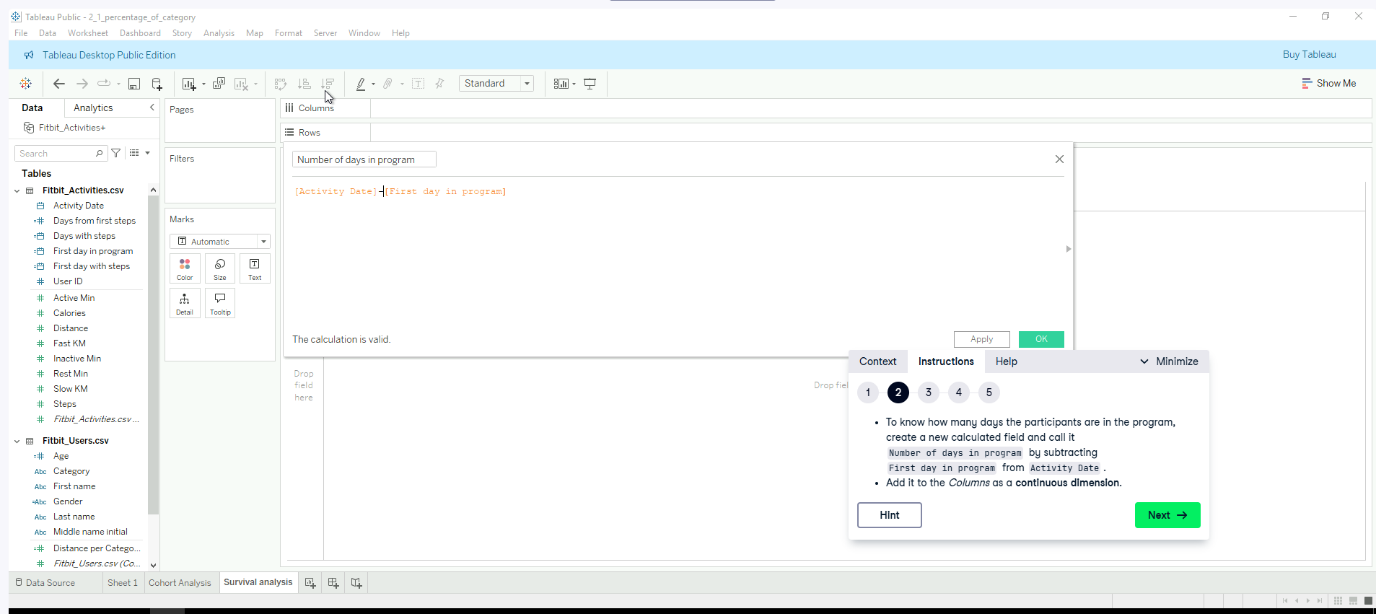 Tableau Public - 2_1_percentage_of_category
File Data Worksheet Dashboard Story Analysis Map Format Server Window Help
Tableau Desktop Public Edition
Buy Tableau
Standard
Show Me
Data Analytics
Fitbit_Activities+
Search
Tables
Fitbit_Activities.csv
Activity Date
Days from first steps
Days with steps
First day in program
First day with steps
User ID
Active Min
Calories
Distance
Fast KM
Inactive Min
Rest Min
Slow KM
Steps
Fitbit_Activities.csv ...
Fitbit_Users.csv
Age
Abc Category
Abc First name
Abc Gender
Abc Last name
Abc Middle name initial
Distance per Catego...
Fitbit_Users.csv (Co...
Pages
Filters
Marks
Automatic
Color Size Text
Detail Tooltip
Columns
Rows
Number of days in program
[Activity Date]-[First day in program]
The calculation is valid.
Apply OK
Drop
field
here
Drop fiel
Context Instructions Help Minimize
1 2 3 4 5
• To know how many days the participants are in the program,
create a new calculated field and call it
Number of days in program by subtracting
First day in program from Activity Date .
• Add it to the Columns as a continuous dimension.
Hint Next →
Data Source Sheet 1 Cohort Analysis Survival analysis